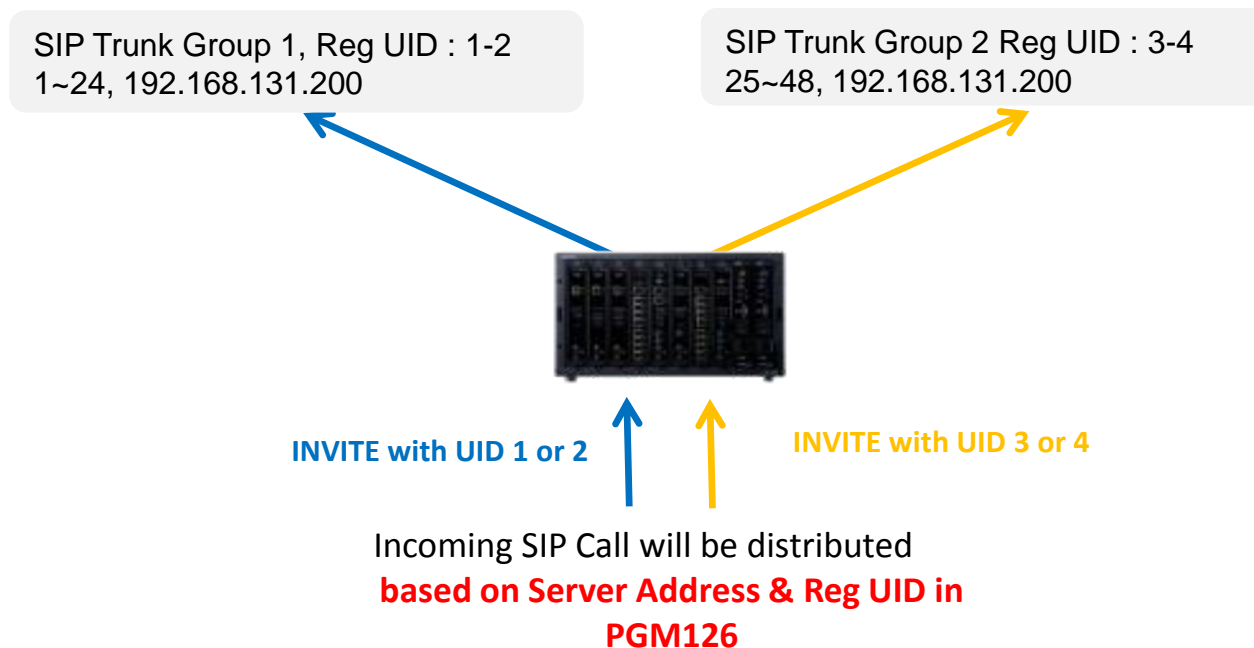 SIP Trunk Group 1, Reg UID : 1-2
1~24, 192.168.131.200
SIP Trunk Group 2 Reg UID : 3-4
25~48, 192.168.131.200
INVITE with UID 1 or 2
INVITE with UID 3 or 4
Incoming SIP Call will be distributed
based on Server Address & Reg UID in
PGM126